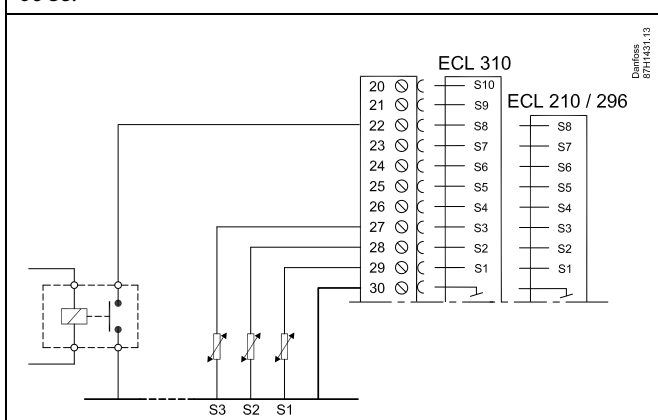 Danfoss
87H1431.13
ECL 310
ECL 210 / 296
20 S10
21 S9
22 S8 S8
23 S7 S7
24 S6 S6
25 S5 S5
26 S4 S4
27 S3 S3
28 S2 S2
29 S1 S1
30
S3 S2 S1